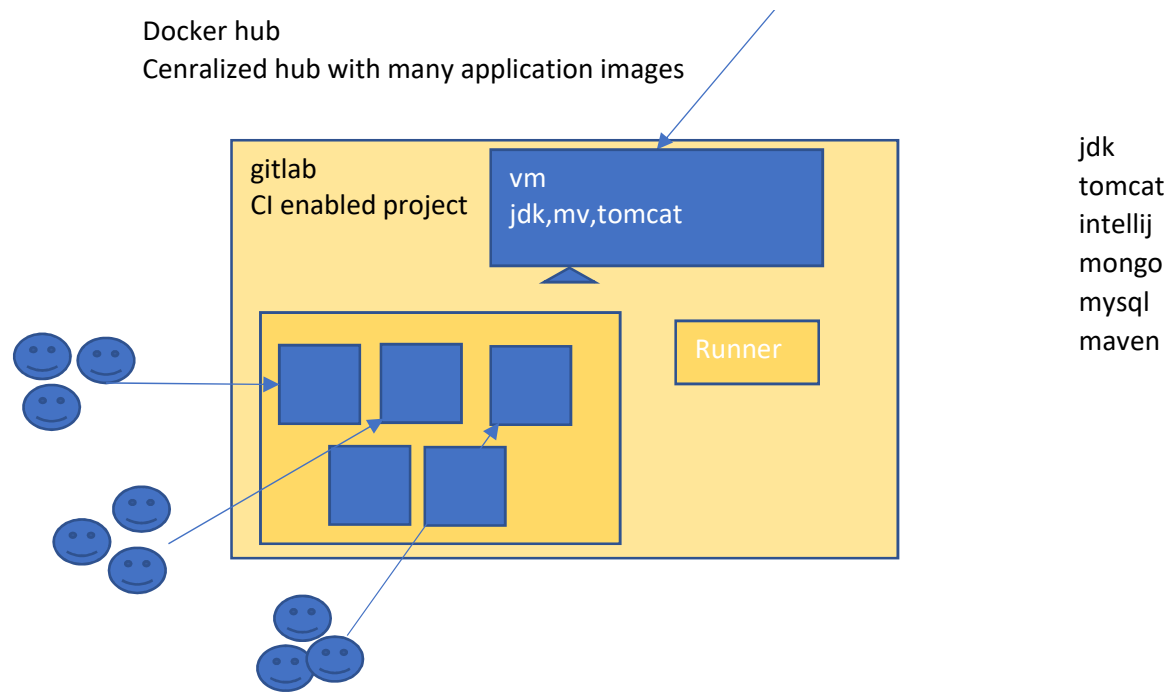 Docker hub
Cenralized hub with many application images
gitlab
CI enabled project
vm
jdk,mv,tomcat
Runner
jdk
tomcat
intellij
mongo
mysql
maven